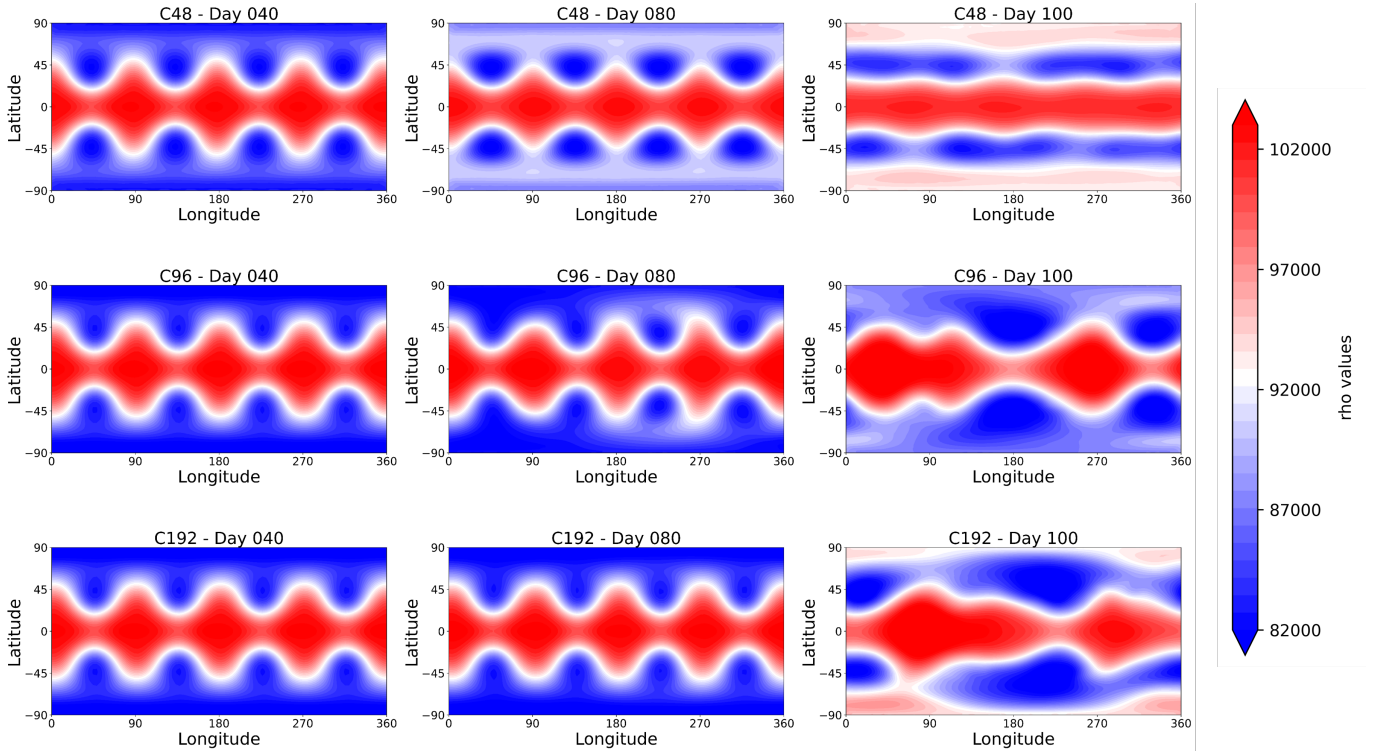 C48 - Day 040
C48 - Day 080
C48 - Day 100
90
45
0
−45
−90
Latitude
0 90 180 270 360
Longitude
90
45
0
−45
−90
Latitude
0 90 180 270 360
Longitude
90
45
0
−45
−90
Latitude
0 90 180 270 360
Longitude
C96 - Day 040
C96 - Day 080
C96 - Day 100
90
45
0
−45
−90
Latitude
0 90 180 270 360
Longitude
90
45
0
−45
−90
Latitude
0 90 180 270 360
Longitude
90
45
0
−45
−90
Latitude
0 90 180 270 360
Longitude
C192 - Day 040
C192 - Day 080
C192 - Day 100
90
45
0
−45
−90
Latitude
0 90 180 270 360
Longitude
90
45
0
−45
−90
Latitude
0 90 180 270 360
Longitude
90
45
0
−45
−90
Latitude
0 90 180 270 360
Longitude
102000
97000
92000
87000
82000
rho values